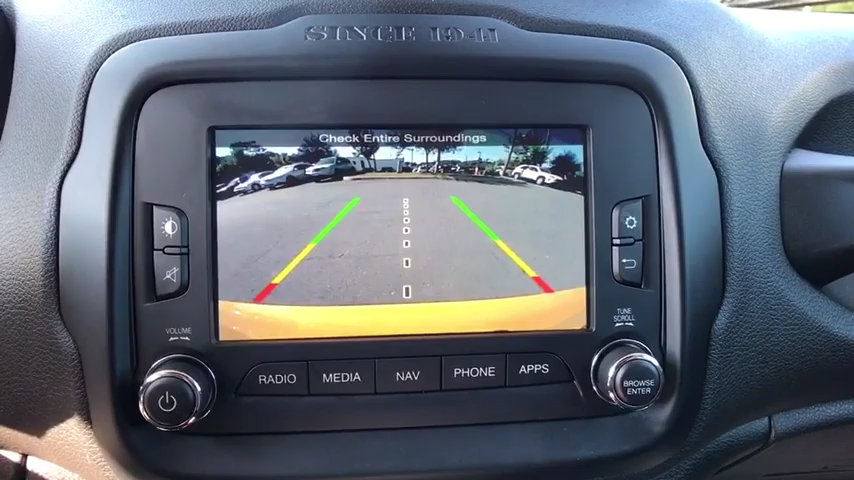 SINCE 1941
Check Entire Surroundings
VOLUME
TUNE
SCROLL
RADIO
MEDIA
NAV
PHONE
APPS
BROWSE
ENTER